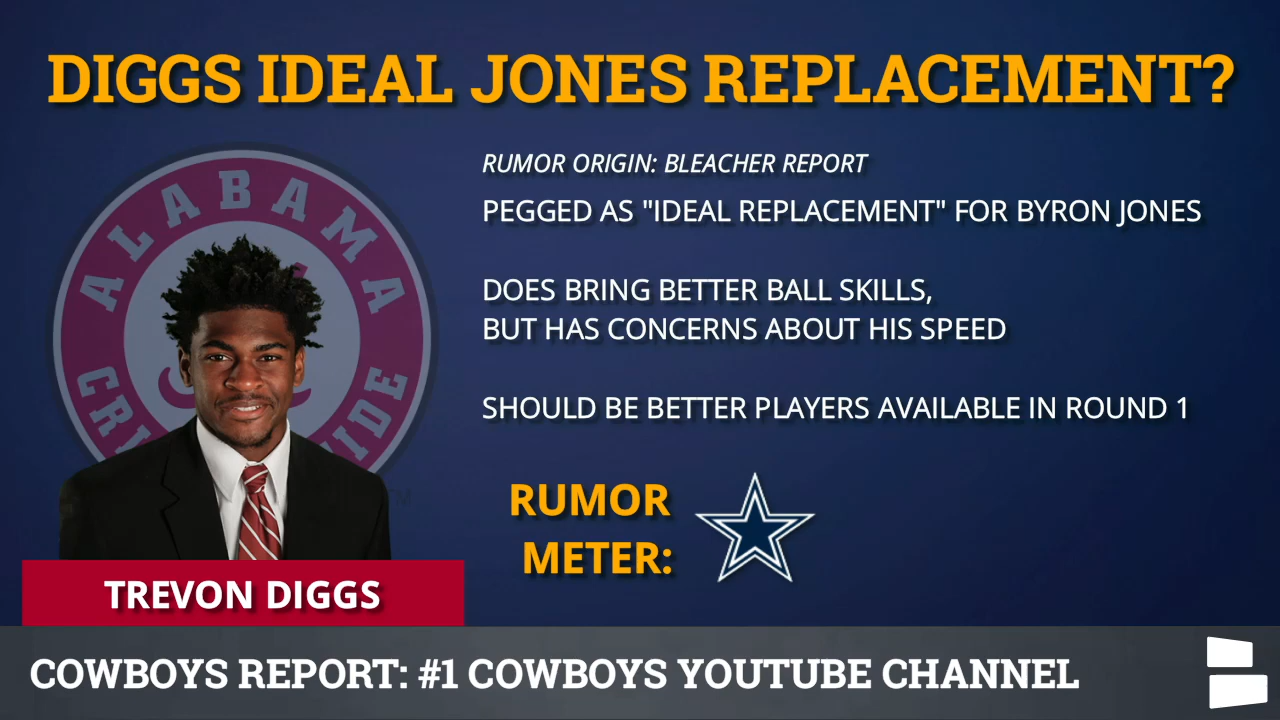 DIGGS IDEAL JONES REPLACEMENT?
RUMOR ORIGIN: BLEACHER REPORT
PEGGED AS "IDEAL REPLACEMENT" FOR BYRON JONES
DOES BRING BETTER BALL SKILLS,
BUT HAS CONCERNS ABOUT HIS SPEED
SHOULD BE BETTER PLAYERS AVAILABLE IN ROUND 1
RUMOR
METER:
ALABAMA
TM
TREVON DIGGS
COWBOYS REPORT: #1 COWBOYS YOUTUBE CHANNEL